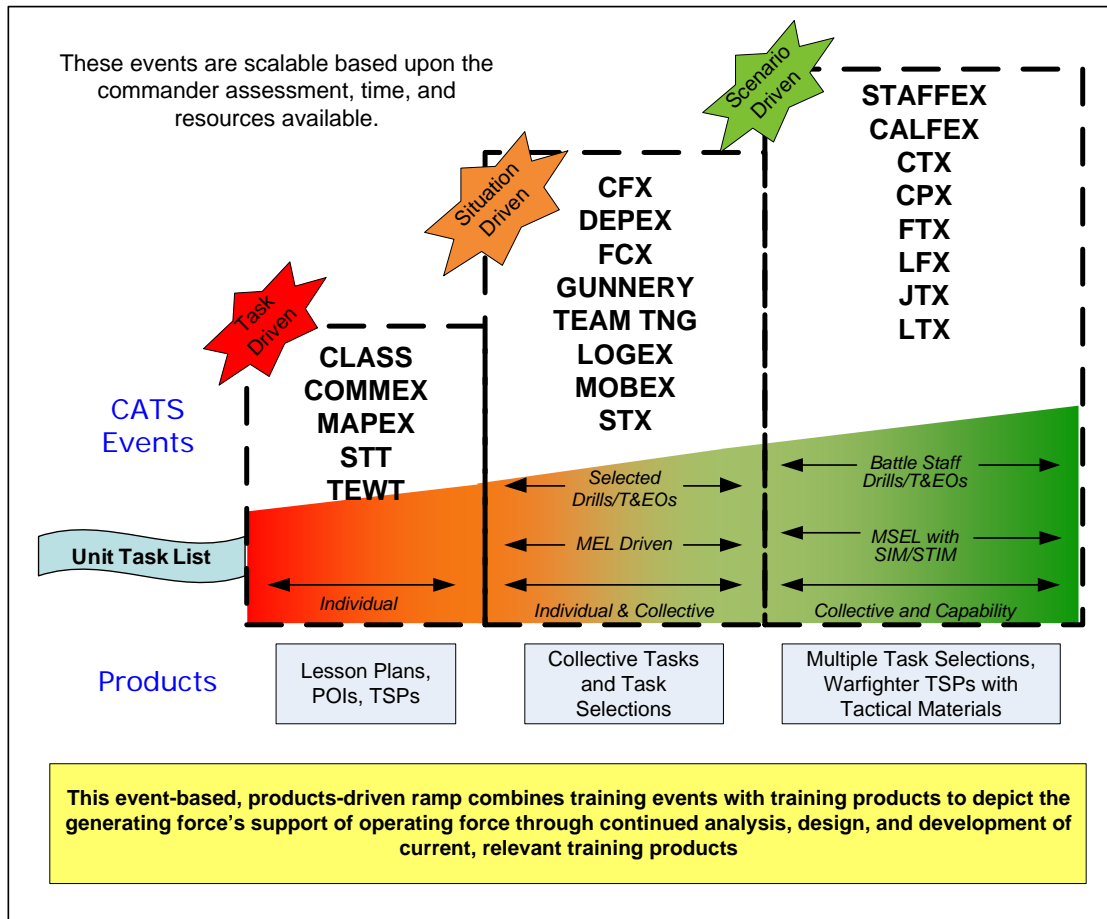 These events are scalable based upon the
commander assessment, time, and
resources available.
Task
Driven
Situation
Driven
Scenario
Driven
CATS
Events
CLASS
COMMEX
MAPEX
STT
TEWT
CFX
DEPEX
FCX
GUNNERY
TEAM TNG
LOGEX
MOBEX
STX
STAFFEX
CALFEX
CTX
CPX
FTX
LFX
JTX
LTX
Unit Task List
Individual
Selected
Drills/T&EOs
MEL Driven
Individual & Collective
Battle Staff
Drills/T&EOs
MSEL with
SIM/STIM
Collective and Capability
Products
Lesson Plans,
POIs, TSPs
Collective Tasks
and Task
Selections
Multiple Task Selections,
Warfighter TSPs with
Tactical Materials
This event-based, products-driven ramp combines training events with training products to depict the
generating force's support of operating force through continued analysis, design, and development of
current, relevant training products